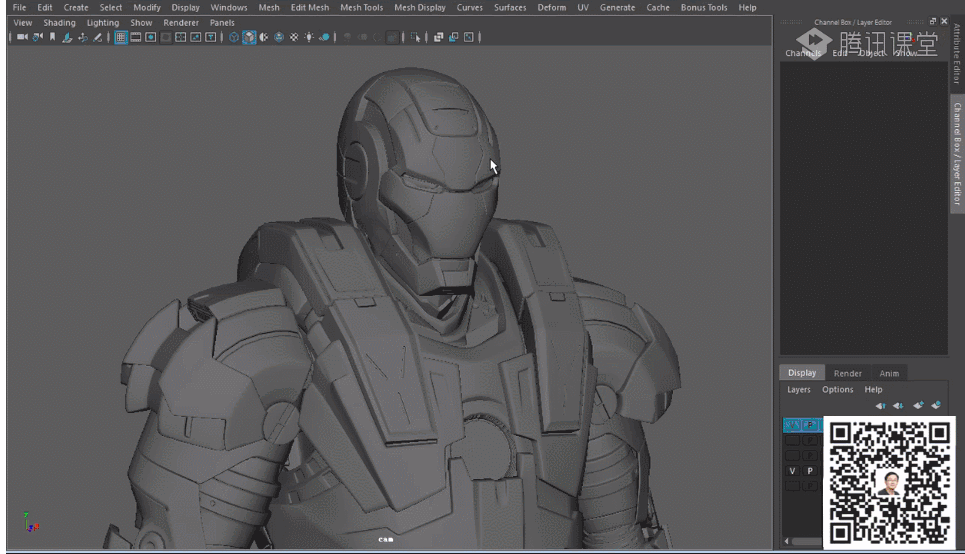 File Edit Create Select Modify Display Windows Mesh Edit Mesh Mesh Tools Mesh Display Curves Surfaces Deform UV Generate Cache Bonus Tools Help
View Shading Lighting Show Renderer Panels
Channel Box / Layer Editor
腾讯课堂
Channels Edit Object Show
Attribute Editor
Channel Box / Layer Editor
Display Render Anim
Layers Options Help
V P
V P
cam